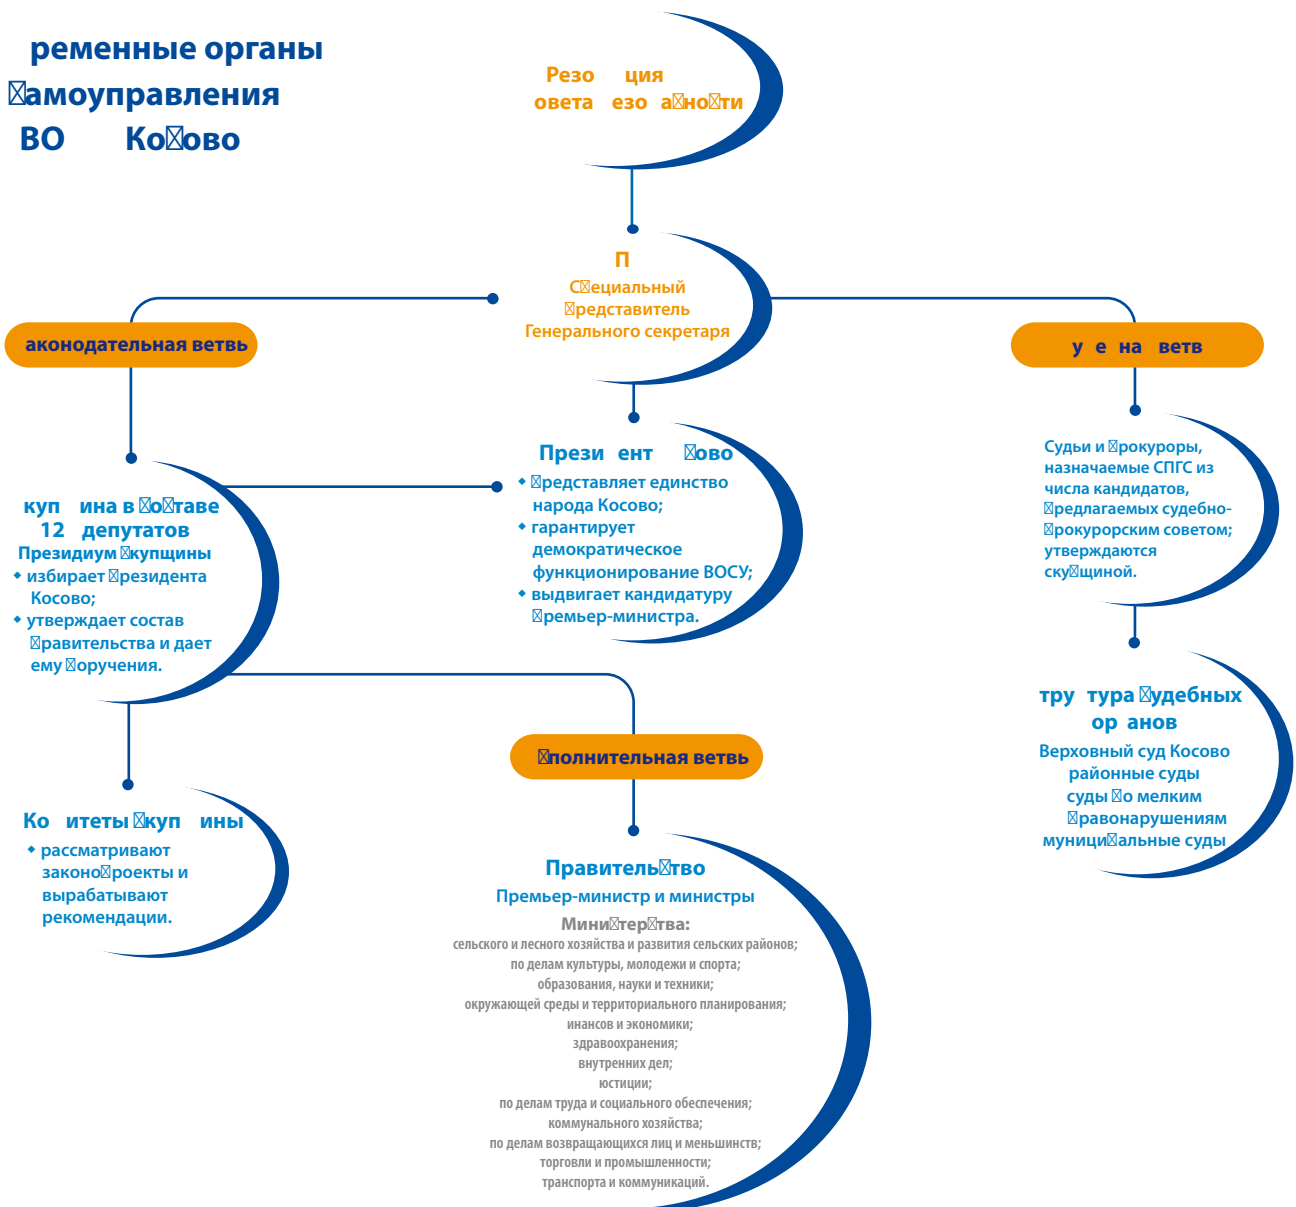 ременные органы
☒амоуправления
ВО Ко☒ово
Резо ция
овета езо а☒но☒ти
П
С☒ециальный
☒редставитель
Генерального секретаря
аконодательная ветвь
у е на ветв
Прези ент ☒ово
◆ ☒редставляет единство
народа Косово;
◆ гарантирует
демократическое
функционирование ВОСУ;
◆ выдвигает кандидатуру
☒ремьер-министра.
Судьи и ☒рокуроры,
назначаемые СПГС из
числа кандидатов,
☒редлагаемых судебно-
☒рокурорским советом;
утверждаются
ску☒щиной.
куп ина в ☒о☒таве
12 депутатов
Президиум ☒купщины
◆ избирает ☒резидента
Косово;
◆ утверждает состав
☒равительства и дает
ему ☒оручения.
тру тура ☒удебных
ор анов
Верховный суд Косово
районные суды
суды ☒о мелким
☒равонарушениям
муници☒альные суды
☒полнительная ветвь
Ко итеты ☒куп ины
◆ рассматривают
законо☒роекты и
вырабатывают
рекомендации.
Правитель☒тво
Премьер-министр и министры
Мини☒тер☒тва:
сельского и лесного хозяйства и развития сельских районов;
по делам культуры, молодежи и спорта;
образования, науки и техники;
окружающей среды и территориального планирования;
инансов и экономики;
здравоохранения;
внутренних дел;
юстиции;
по делам труда и социального обеспечения;
коммунального хозяйства;
по делам возвращающихся лиц и меньшинств;
торговли и промышленности;
транспорта и коммуникаций.